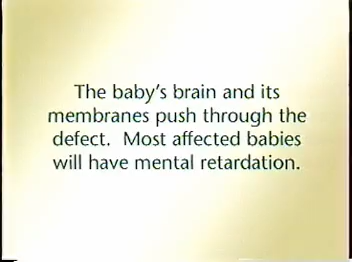 The baby's brain and its
membranes push through the
defect.  Most affected babies
will have mental retardation.